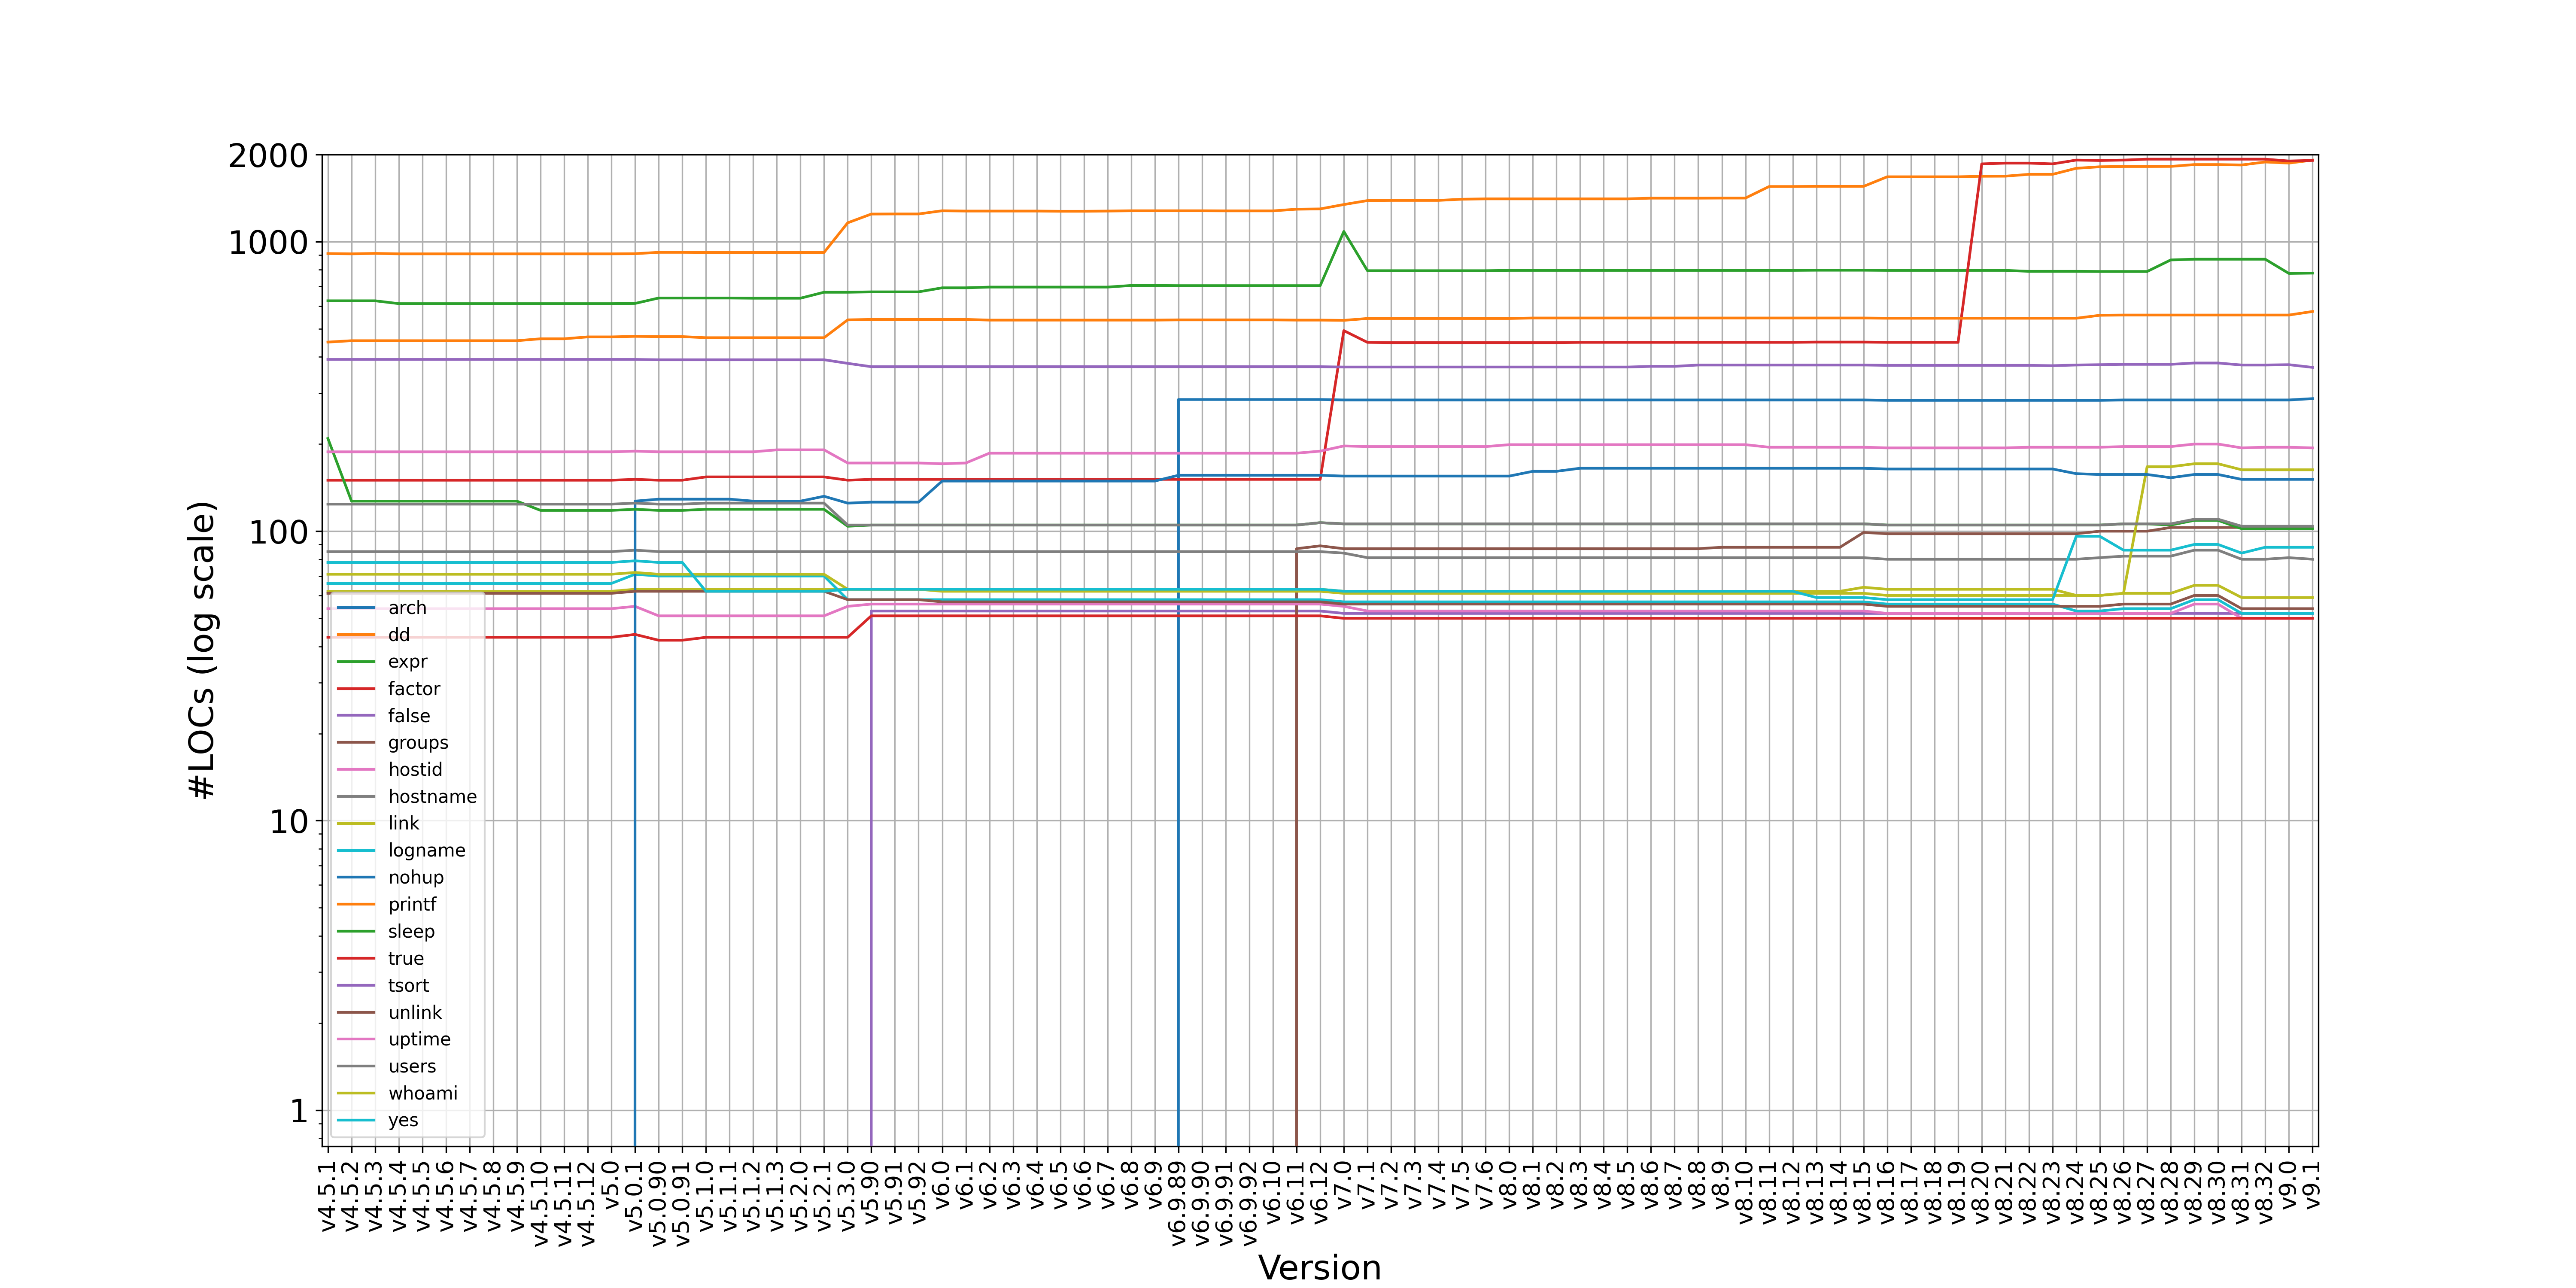 2000
1000
100
10
1
#LOCs (log scale)
arch
dd
expr
factor
false
groups
hostid
hostname
link
logname
nohup
printf
sleep
true
tsort
unlink
uptime
users
whoami
yes
v4.5.1
v4.5.2
v4.5.3
v4.5.4
v4.5.5
v4.5.6
v4.5.7
v4.5.8
v4.5.9
v4.5.10
v4.5.11
v4.5.12
v5.0
v5.0.1
v5.0.90
v5.0.91
v5.1.0
v5.1.1
v5.1.2
v5.1.3
v5.2.0
v5.2.1
v5.3.0
v5.90
v5.91
v5.92
v6.0
v6.1
v6.2
v6.3
v6.4
v6.5
v6.6
v6.7
v6.8
v6.9
v6.9.89
v6.9.90
v6.9.91
v6.9.92
v6.10
v6.11
v6.12
v7.0
v7.1
v7.2
v7.3
v7.4
v7.5
v7.6
v8.0
v8.1
v8.2
v8.3
v8.4
v8.5
v8.6
v8.7
v8.8
v8.9
v8.10
v8.11
v8.12
v8.13
v8.14
v8.15
v8.16
v8.17
v8.18
v8.19
v8.20
v8.21
v8.22
v8.23
v8.24
v8.25
v8.26
v8.27
v8.28
v8.29
v8.30
v8.31
v8.32
v9.0
v9.1
Version